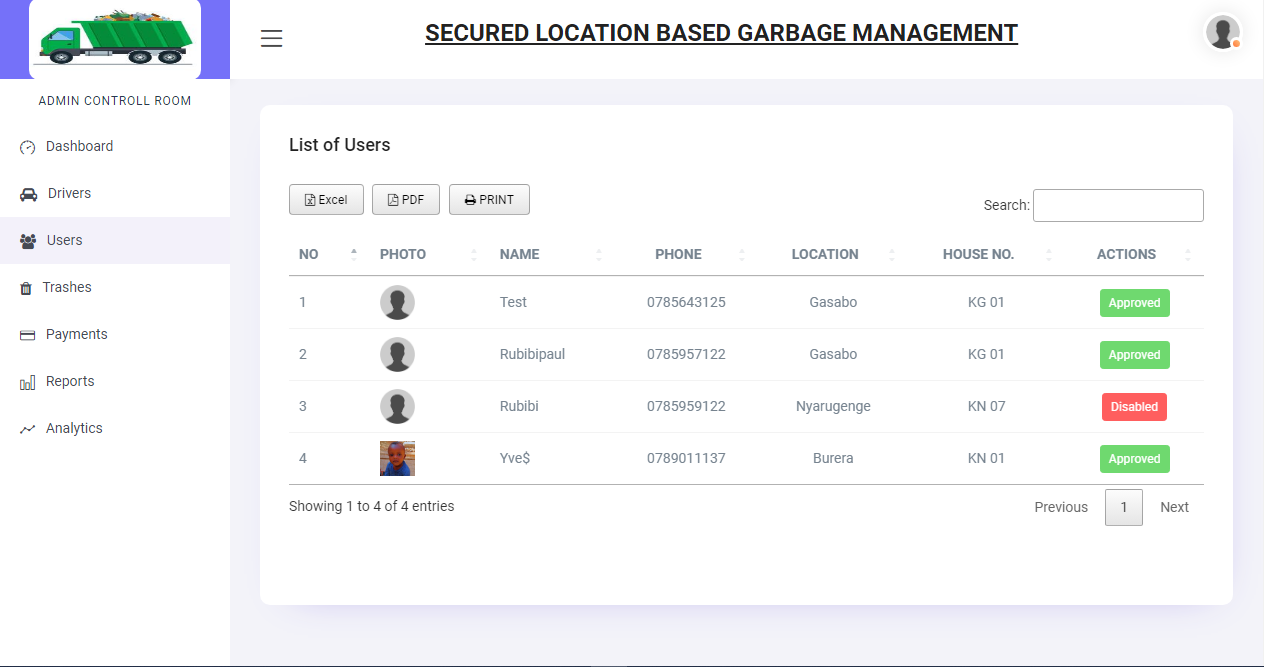 SECURED LOCATION BASED GARBAGE MANAGEMENT
ADMIN CONTROLL ROOM
Dashboard
Drivers
Users
Trashes
Payments
Reports
Analytics
List of Users
Excel PDF PRINT
Search:
NO PHOTO NAME PHONE LOCATION HOUSE NO. ACTIONS
1 Test 0785643125 Gasabo KG 01 Approved
2 Rubibipaul 0785957122 Gasabo KG 01 Approved
3 Rubibi 0785959122 Nyarugenge KN 07 Disabled
4 Yve$ 0789011137 Burera KN 01 Approved
Showing 1 to 4 of 4 entries
Previous 1 Next